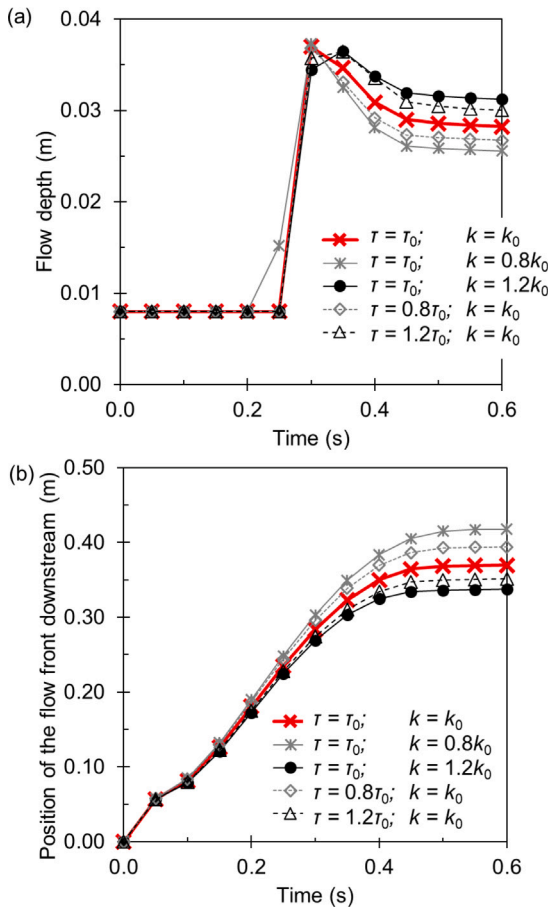 (a)
0.04
0.03
0.02
0.01
0.00
Flow depth (m)
τ = τ0; k = k0
τ = τ0; k = 0.8k0
τ = τ0; k = 1.2k0
τ = 0.8τ0; k = k0
τ = 1.2τ0; k = k0
0.0 0.2 0.4 0.6
Time (s)
(b)
0.50
0.40
0.30
0.20
0.10
0.00
Position of the flow front downstream (m)
τ = τ0; k = k0
τ = τ0; k = 0.8k0
τ = τ0; k = 1.2k0
τ = 0.8τ0; k = k0
τ = 1.2τ0; k = k0
0.0 0.2 0.4 0.6
Time (s)